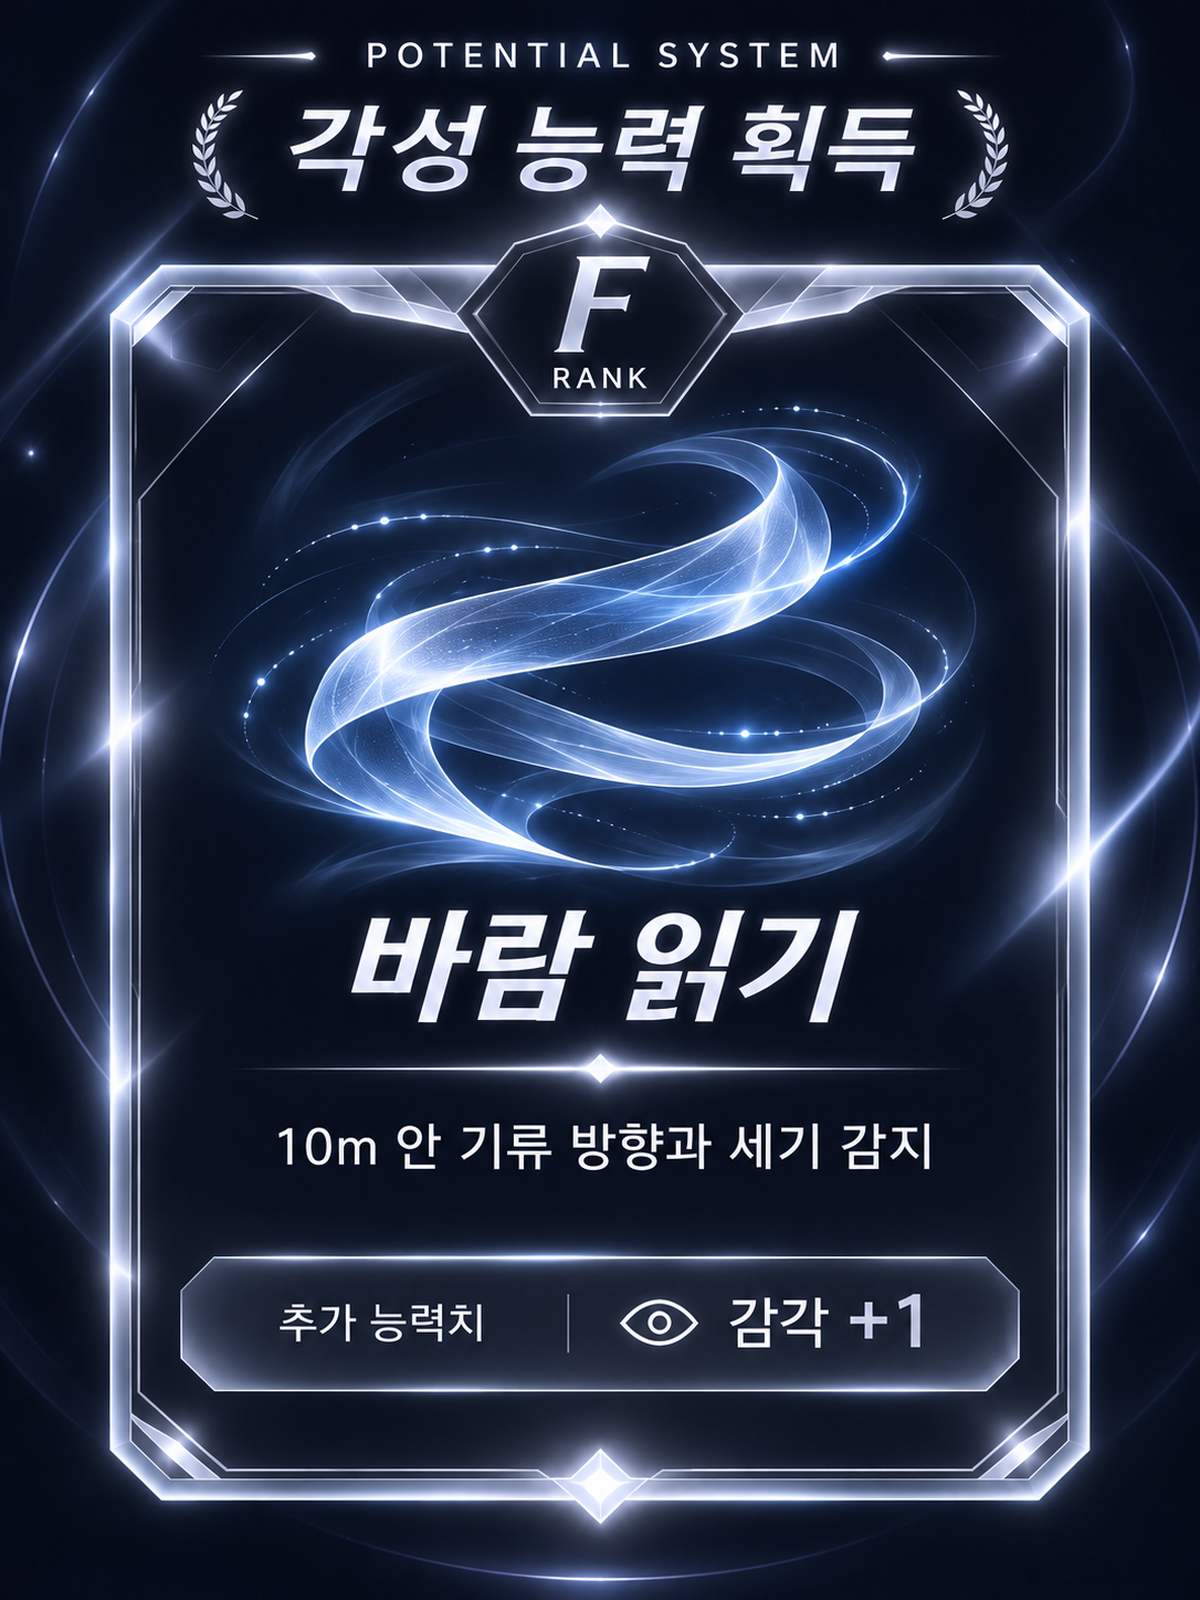 POTENTIAL SYSTEM
각성 능력 획득
F
RANK
바람 읽기
10m 안 기류 방향과 세기 감지
추가 능력치 감각 +1